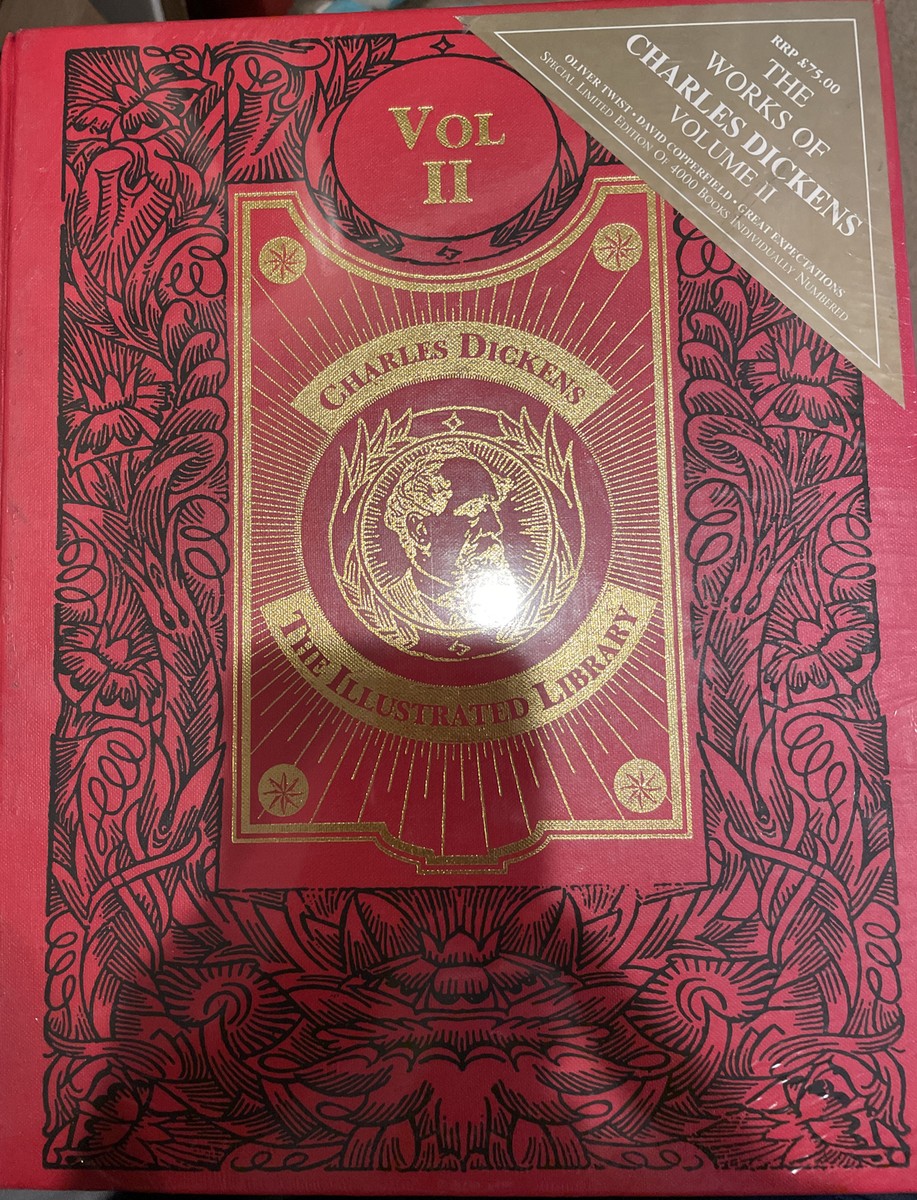 VOL
II
RRP £75.00
THE
WORKS OF
CHARLES DICKENS
VOLUME II
OLIVER TWIST • DAVID COPPERFIELD • GREAT EXPECTATIONS
SPECIAL LIMITED EDITION OF 4000 BOOKS INDIVIDUALLY NUMBERED
CHARLES DICKENS
THE ILLUSTRATED LIBRARY